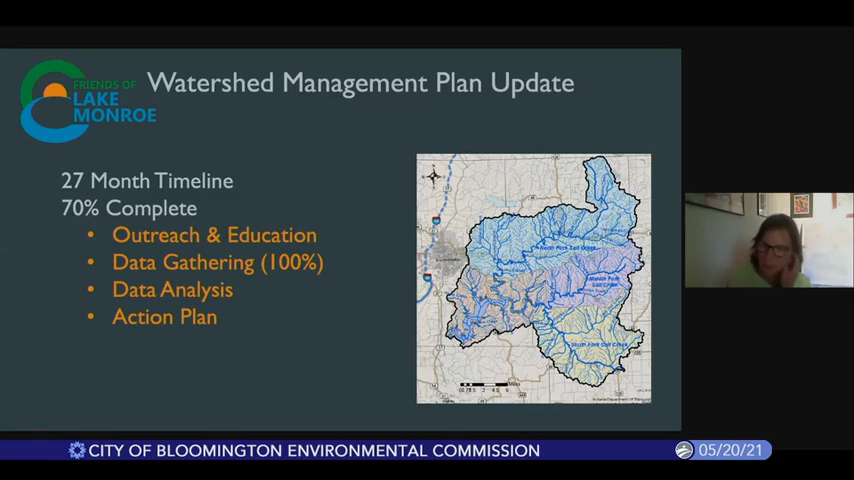 FRIENDS OF
LAKE
MONROE
Watershed Management Plan Update
27 Month Timeline
70% Complete
• Outreach & Education
• Data Gathering (100%)
• Data Analysis
• Action Plan
North Fork Salt Creek
Middle Fork
Salt Creek
South Fork Salt Creek
Miles
CITY OF BLOOMINGTON ENVIRONMENTAL COMMISSION
05/20/21